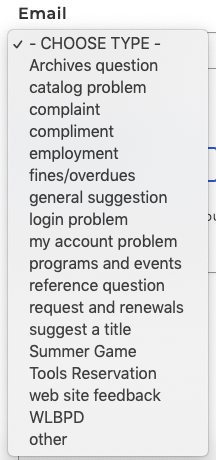 Email
✓ - CHOOSE TYPE -
Archives question
catalog problem
complaint
compliment
employment
fines/overdues
general suggestion
login problem
my account problem
programs and events
reference question
request and renewals
suggest a title
Summer Game
Tools Reservation
web site feedback
WLBPD
other